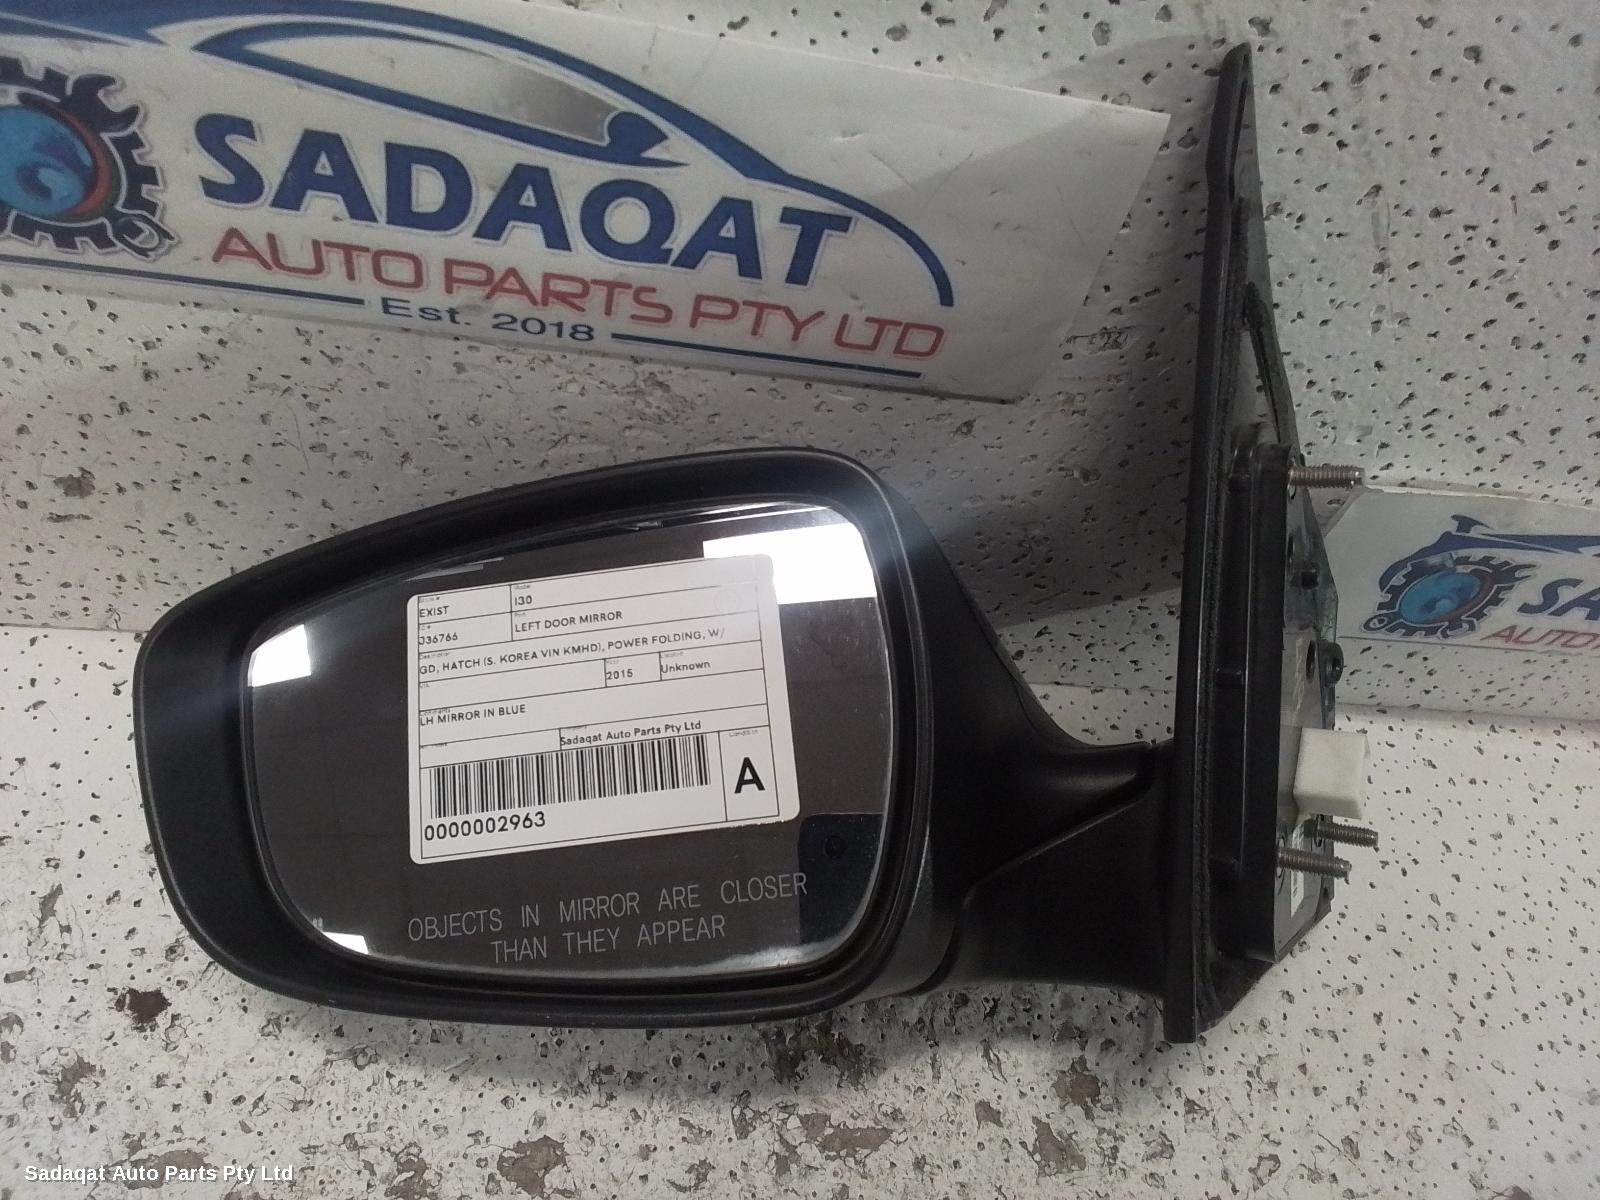 SADAQAT
AUTO PARTS PTY LTD
Est. 2018
SA
AUTO
EXIST
I30
J36766
LEFT DOOR MIRROR
GD, HATCH (S. KOREA VIN KMHD), POWER FOLDING, W/
2015
Unknown
LH MIRROR IN BLUE
Sadaqat Auto Parts Pty Ltd
A
0000002963
OBJECTS IN MIRROR ARE CLOSER
THAN THEY APPEAR
Sadaqat Auto Parts Pty Ltd